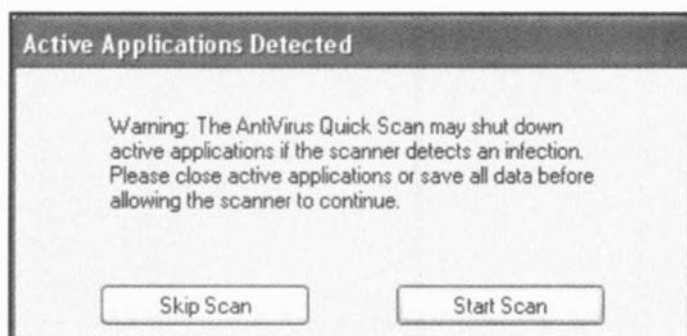 Active Applications Detected
Warning: The AntiVirus Quick Scan may shut down
active applications if the scanner detects an infection.
Please close active applications or save all data before
allowing the scanner to continue.
Skip Scan
Start Scan